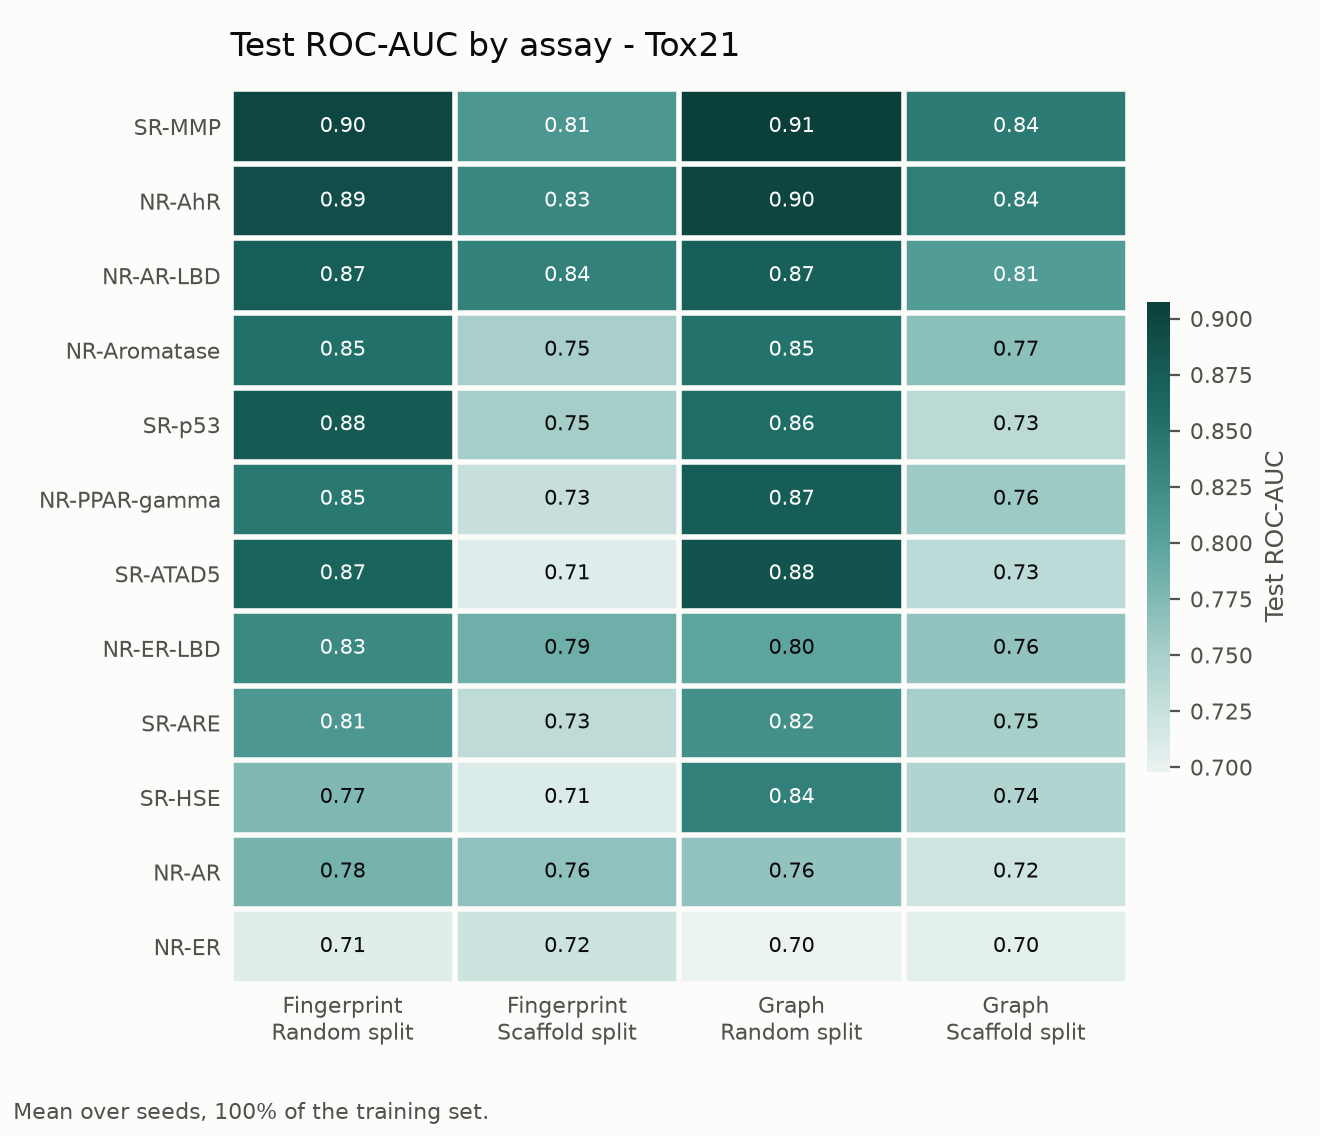 Test ROC-AUC by assay - Tox21
SR-MMP 0.90 0.81 0.91 0.84
NR-AhR 0.89 0.83 0.90 0.84
NR-AR-LBD 0.87 0.84 0.87 0.81
NR-Aromatase 0.85 0.75 0.85 0.77
SR-p53 0.88 0.75 0.86 0.73
NR-PPAR-gamma 0.85 0.73 0.87 0.76
SR-ATAD5 0.87 0.71 0.88 0.73
NR-ER-LBD 0.83 0.79 0.80 0.76
SR-ARE 0.81 0.73 0.82 0.75
SR-HSE 0.77 0.71 0.84 0.74
NR-AR 0.78 0.76 0.76 0.72
NR-ER 0.71 0.72 0.70 0.70
Fingerprint Fingerprint Graph Graph
Random split Scaffold split Random split Scaffold split
0.900
0.875
0.850
0.825
0.800
0.775
0.750
0.725
0.700
Test ROC-AUC
Mean over seeds, 100% of the training set.